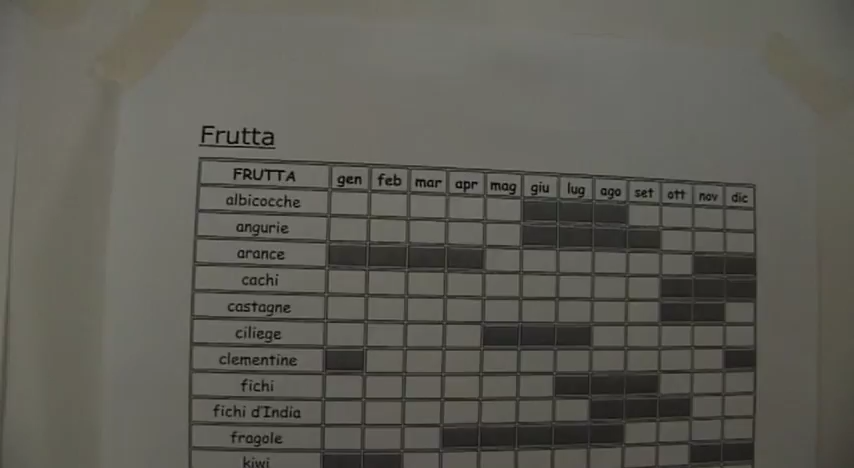 Frutta
FRUTTA gen feb mar apr mag giu lug ago set ott nov dic
albicocche
angurie
arance
cachi
castagne
ciliege
clementine
fichi
fichi d'India
fragole
kiwi